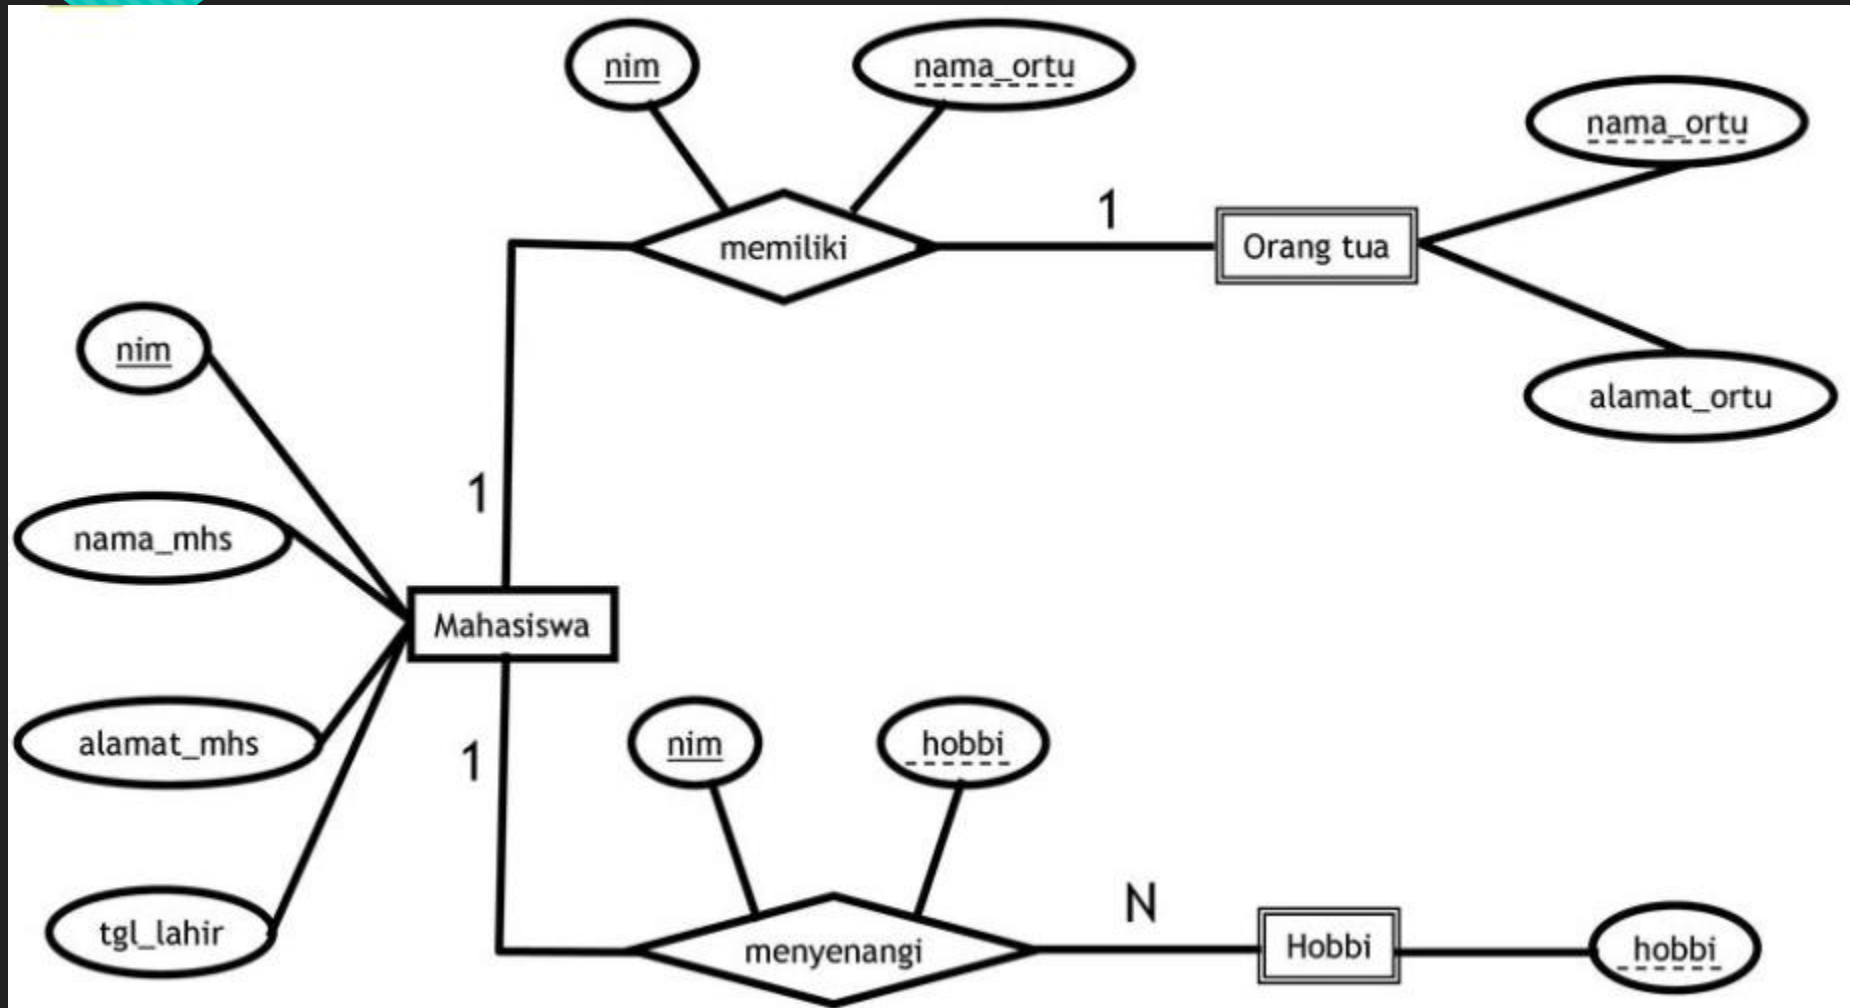 nim
nama_ortu
nama_ortu
1
memiliki
Orang tua
nim
alamat_ortu
1
nama_mhs
Mahasiswa
nim
hobbi
alamat_mhs
1
N
tgl_lahir
menyenangi
Hobbi
hobbi